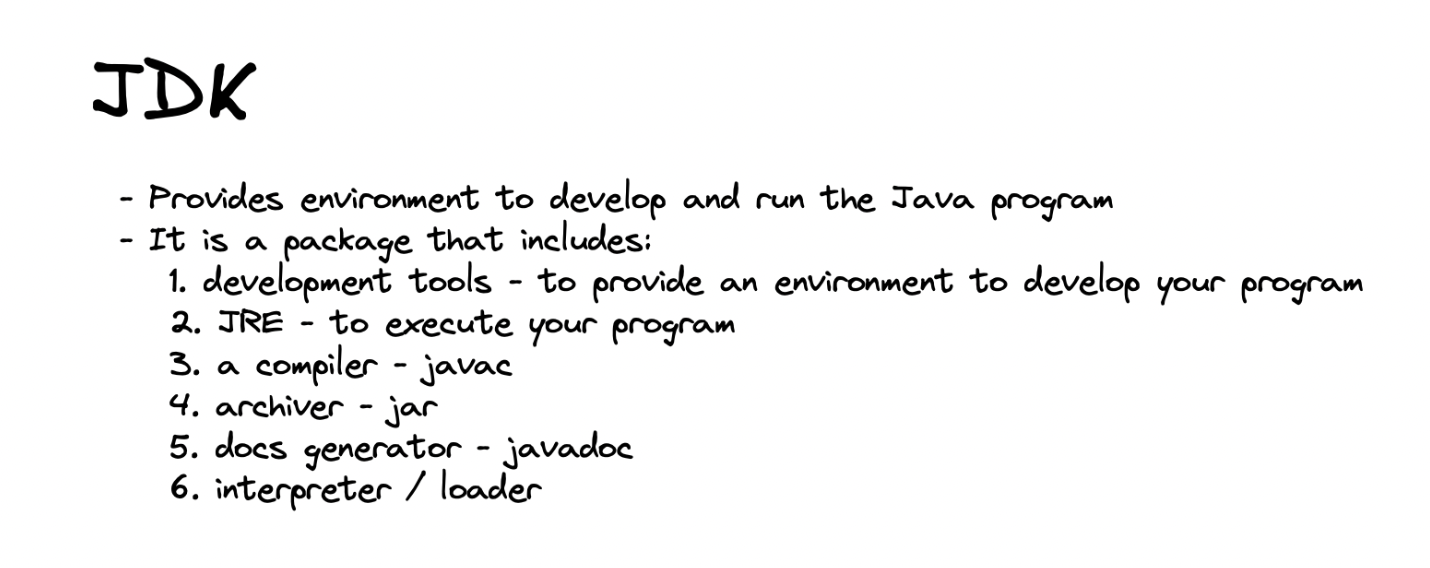 JDK
- Provides environment to develop and run the Java program
- It is a package that includes:
1. development tools - to provide an environment to develop your program
2. JRE - to execute your program
3. a compiler - javac
4. archiver - jar
5. docs generator - javadoc
6. interpreter / loader